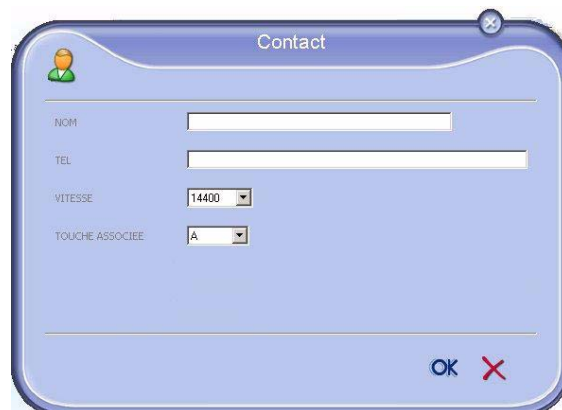 Contact
NOM
TEL
VITESSE 14400
TOUCHE ASSOCIEE A
OK